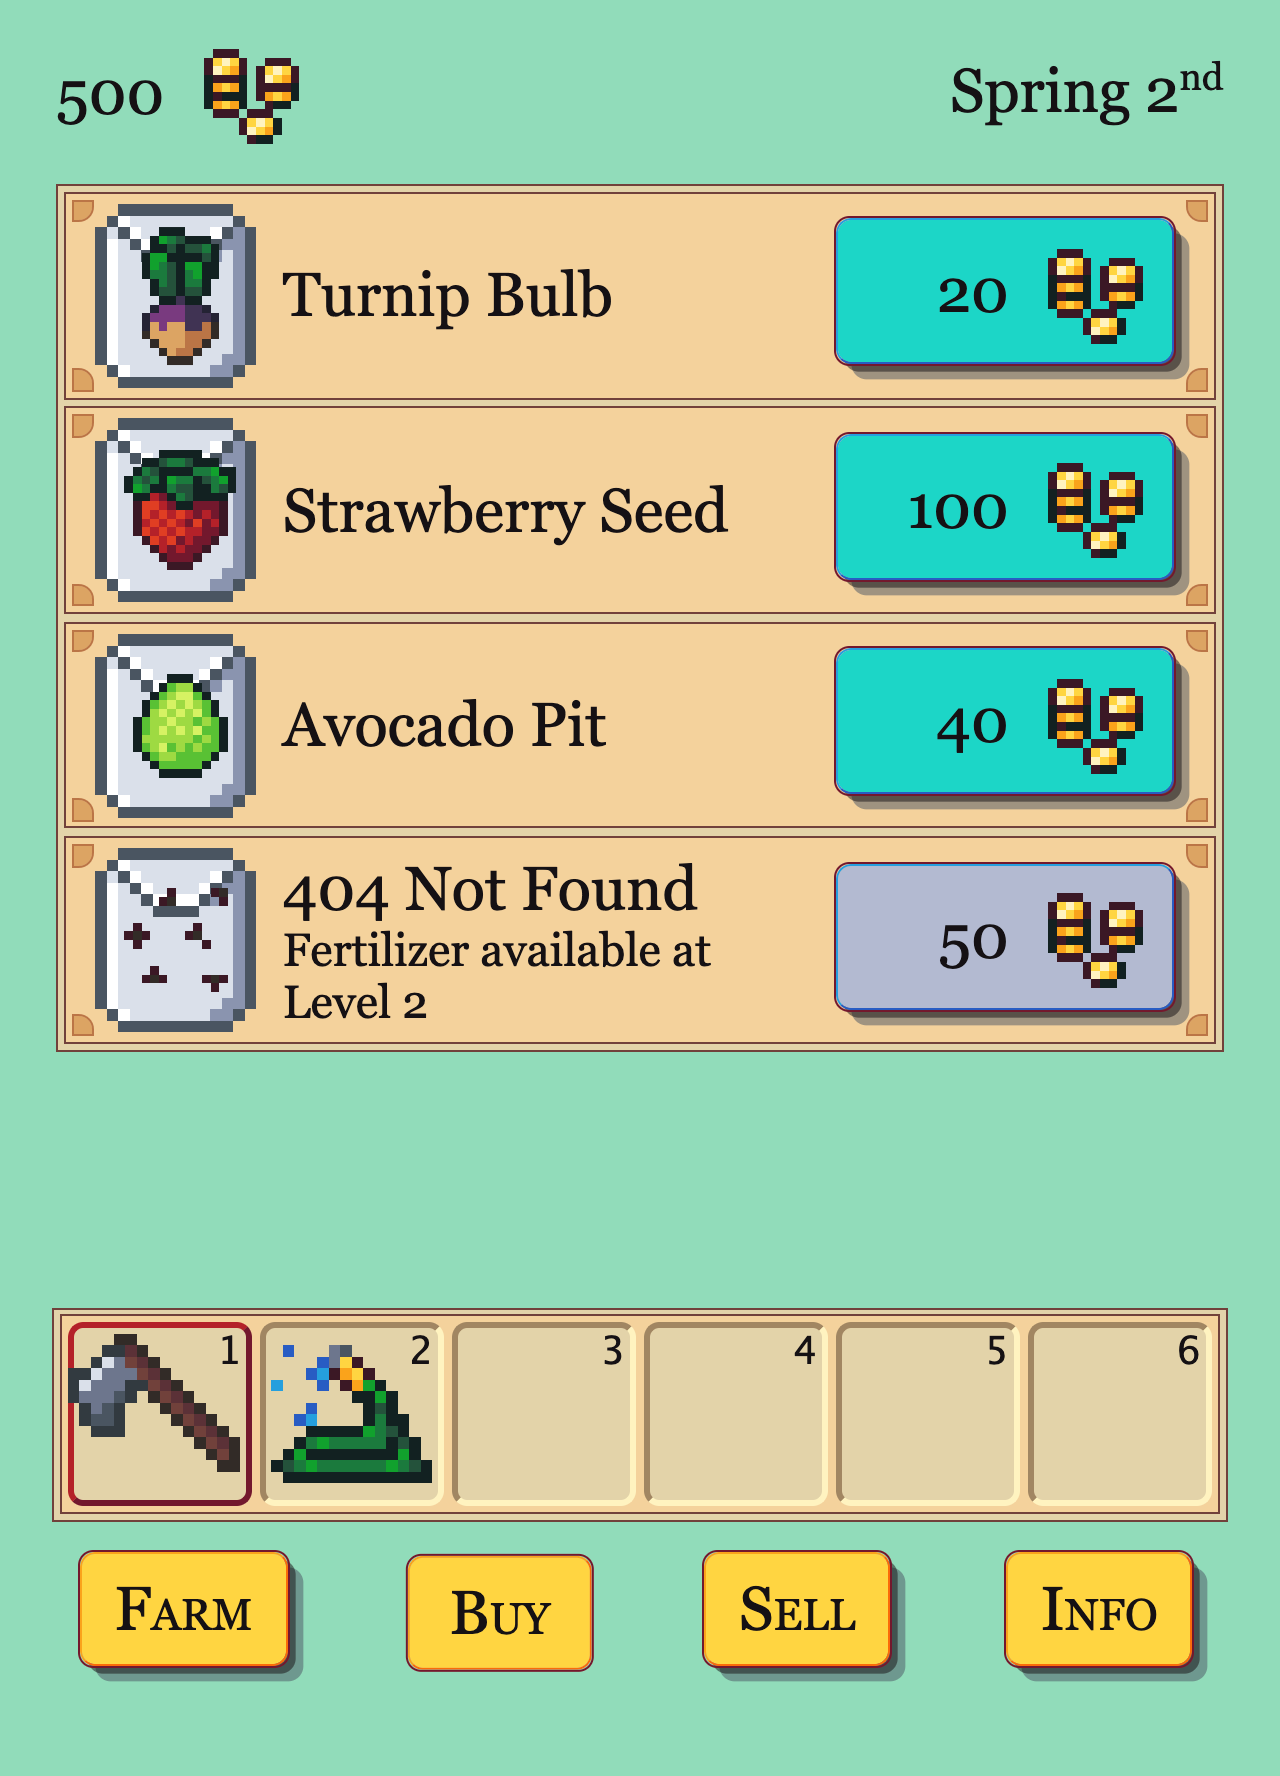 500
Spring 2nd
Turnip Bulb
20
Strawberry Seed
100
Avocado Pit
40
404 Not Found
Fertilizer available at
Level 2
50
1 2 3 4 5 6
Farm Buy Sell Info